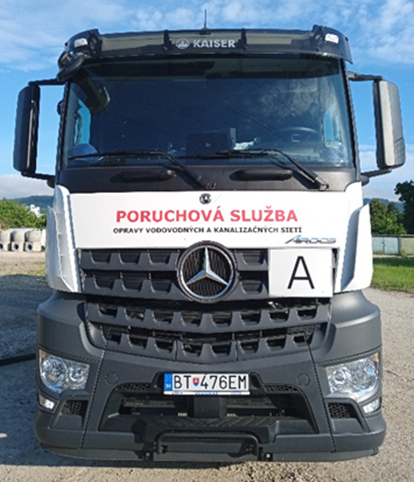 KAISER
PORUCHOVÁ SLUŽBA
OPRAVY VODOVODNÝCH A KANALIZAČNÝCH SIETÍ
AROCS
A
BT 476EM